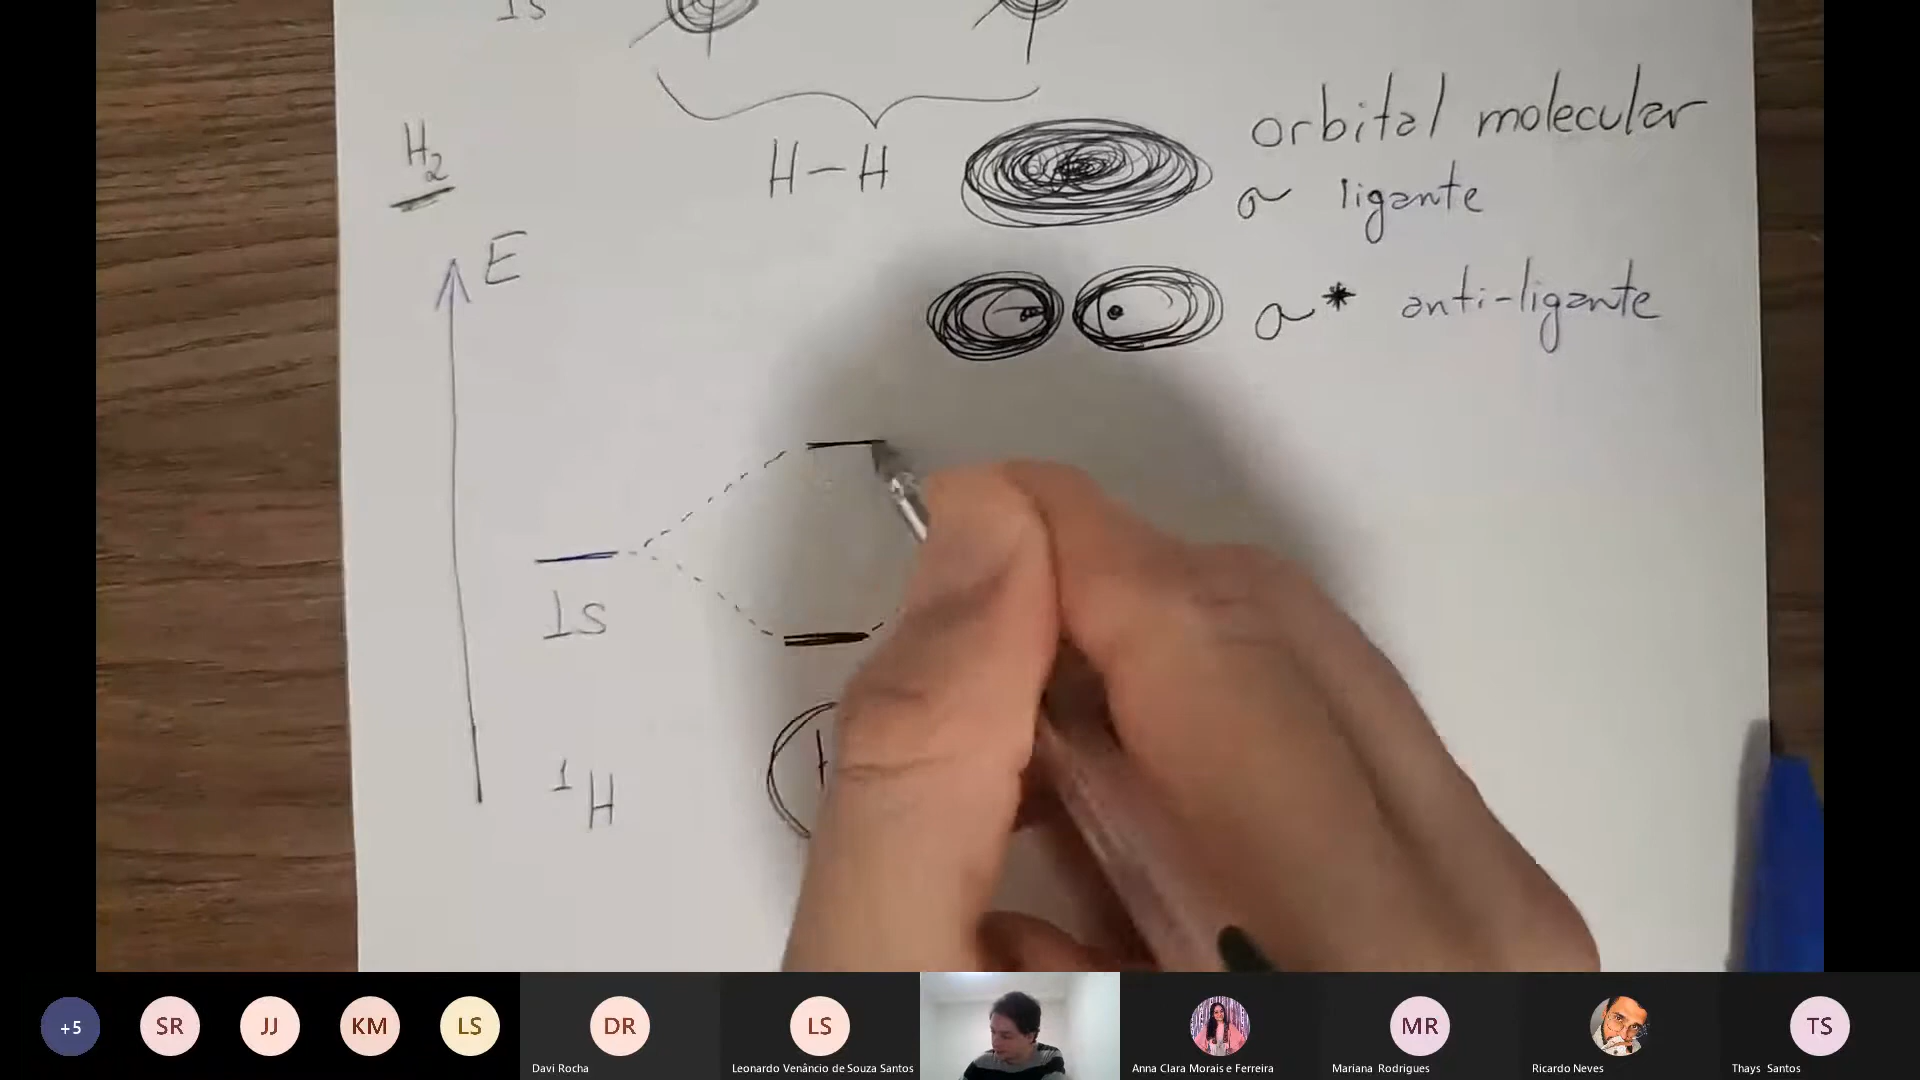 1s
H₂
H-H
orbital molecular
σ ligante
E
σ* anti-ligante
1s
¹H
+5
SR
JJ
KM
LS
DR
LS
MR
TS
Davi Rocha
Leonardo Venâncio de Souza Santos
Anna Clara Morais e Ferreira
Mariana Rodrigues
Ricardo Neves
Thays Santos